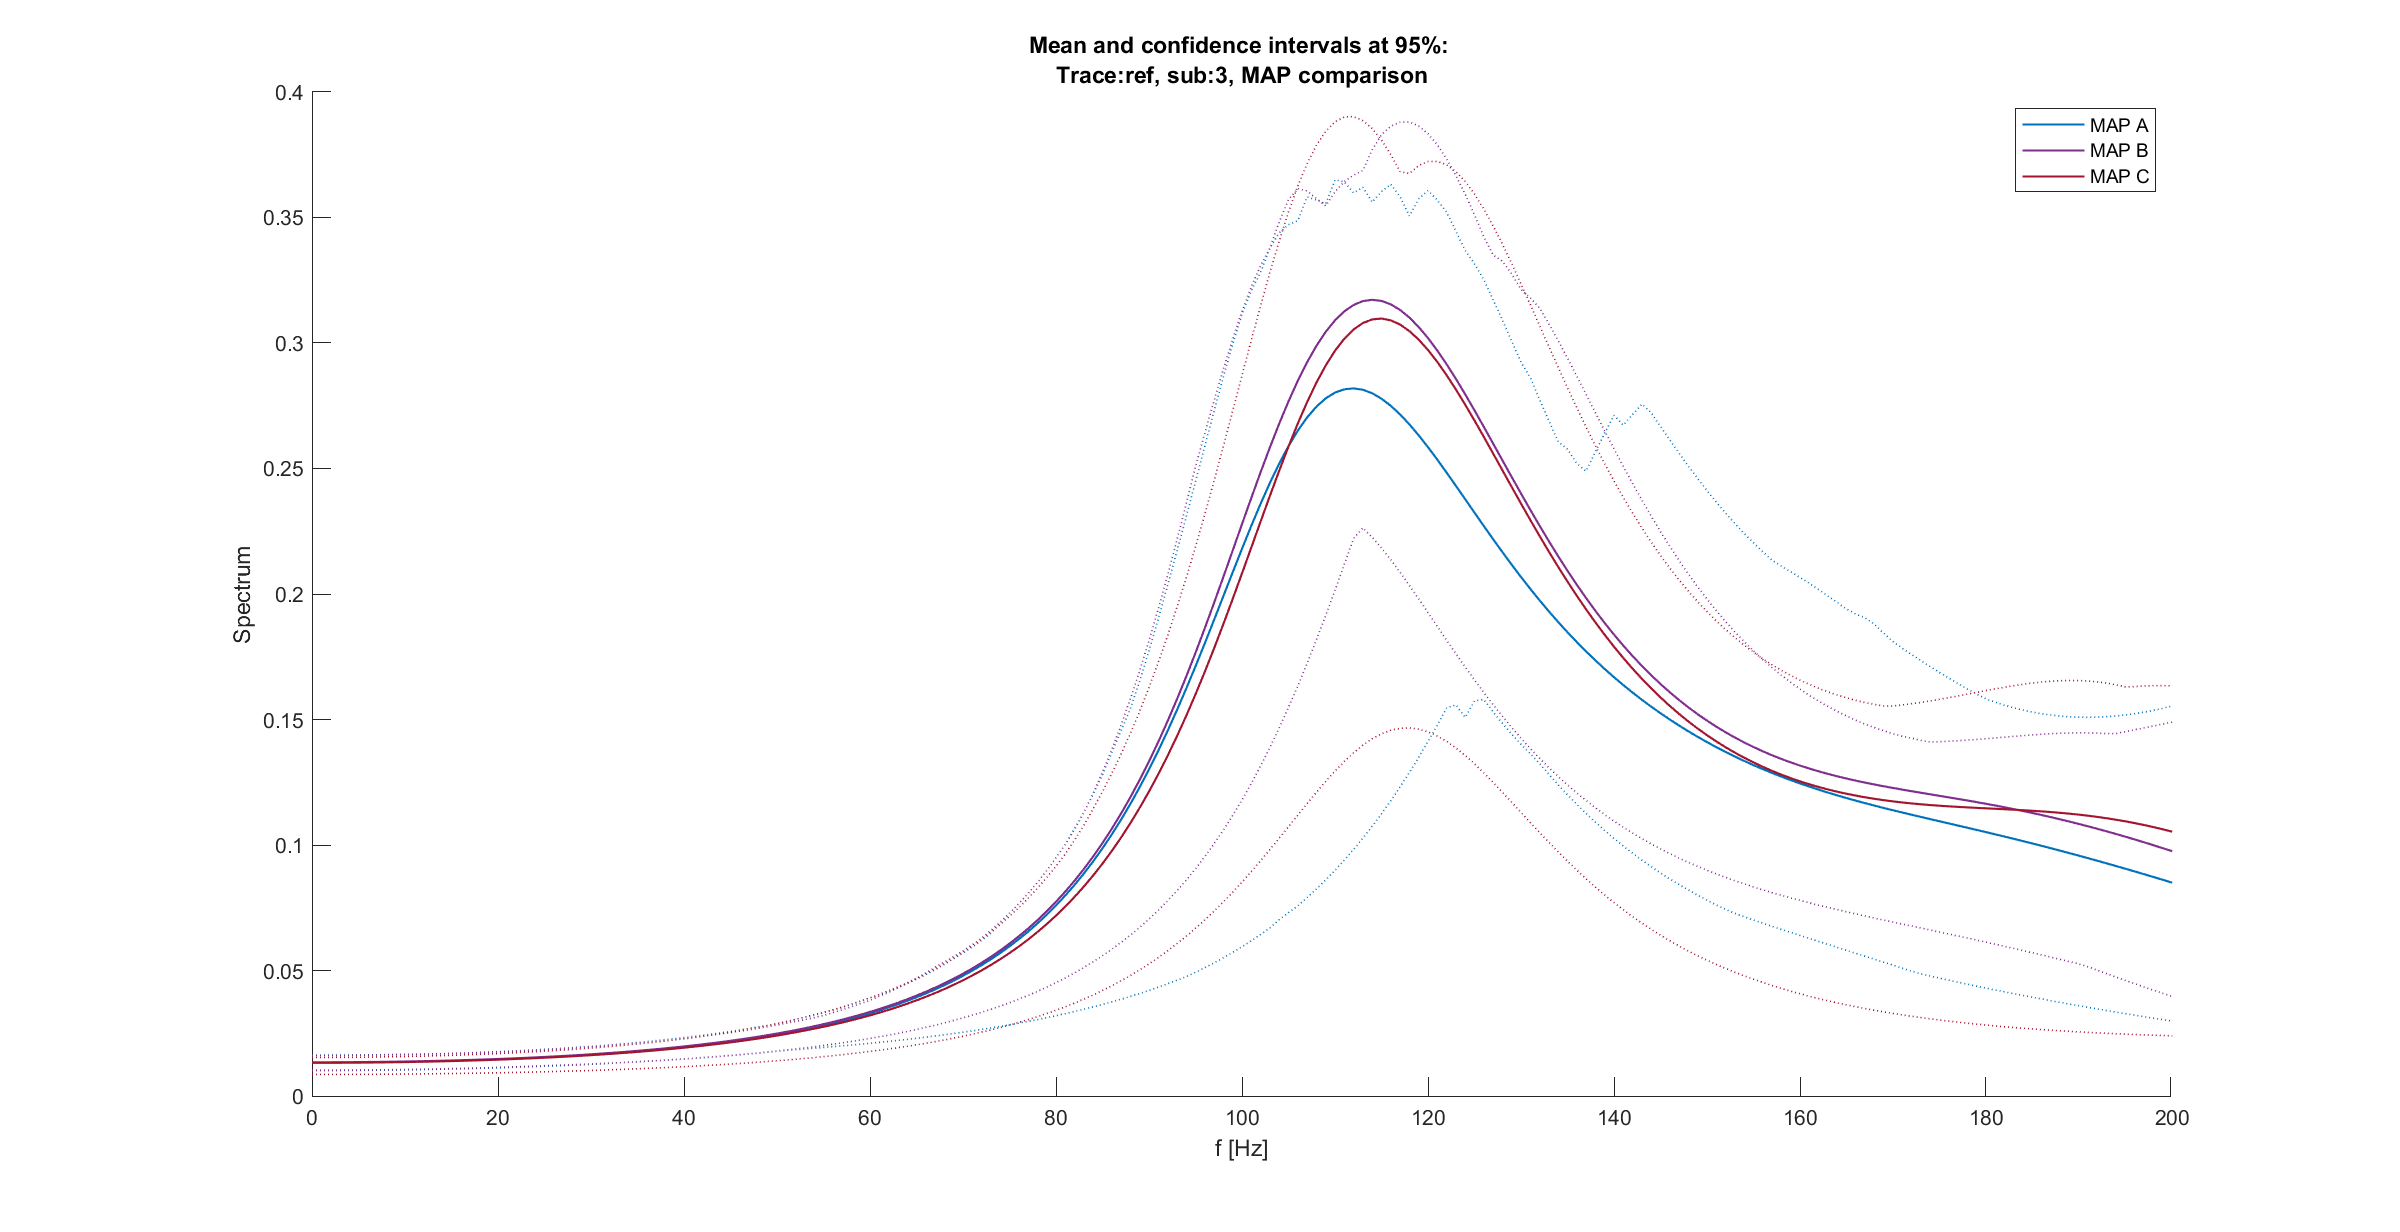 Mean and confidence intervals at 95%:
Trace:ref, sub:3, MAP comparison
MAP A
MAP B
MAP C
Spectrum
0.4
0.35
0.3
0.25
0.2
0.15
0.1
0.05
0
0 20 40 60 80 100 120 140 160 180 200
f [Hz]